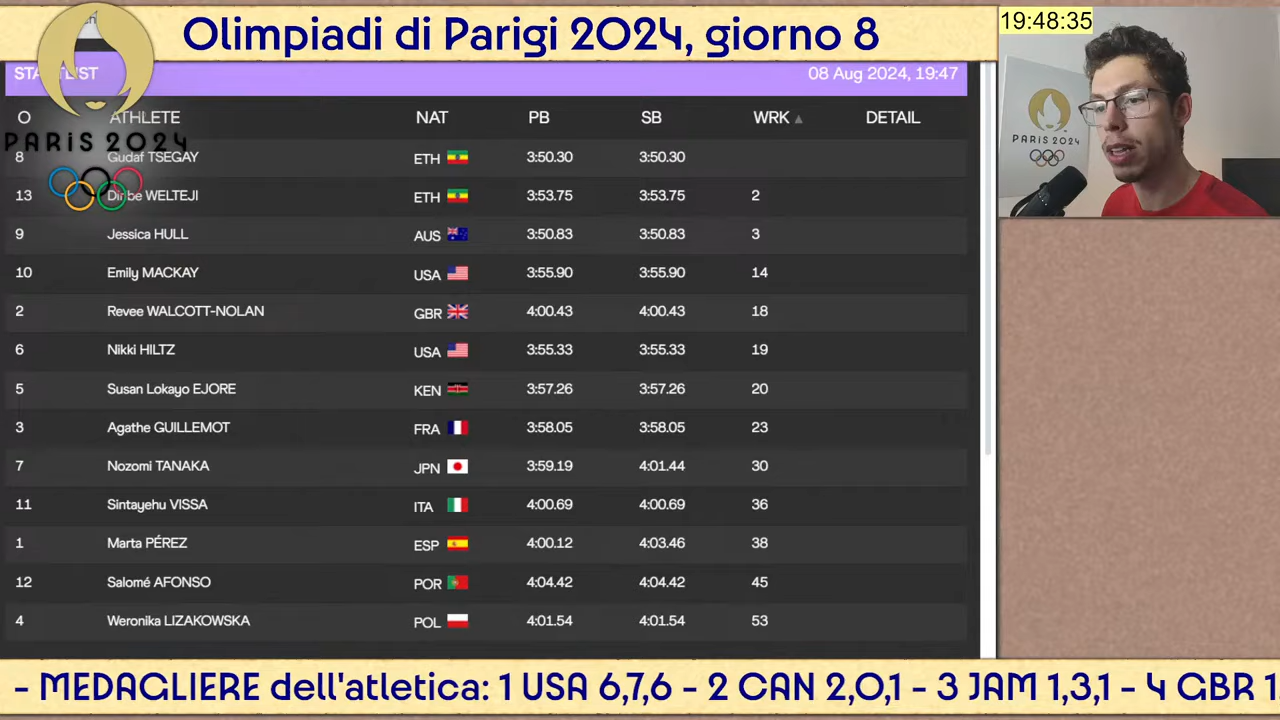 Olimpiadi di Parigi 2024, giorno 8
19:48:35
08 Aug 2024, 19:47
PARIS 2024
PARIS 2024
O ATHLETE NAT PB SB WRK DETAIL
8 Gudaf TSEGAY ETH 3:50.30 3:50.30
13 WELTEJI ETH 3:53.75 3:53.75 2
9 Jessica HULL AUS 3:50.83 3:50.83 3
10 Emily MACKAY USA 3:55.90 3:55.90 14
2 Revee WALCOTT-NOLAN GBR 4:00.43 4:00.43 18
6 Nikki HILTZ USA 3:55.33 3:55.33 19
5 Susan Lokayo EJORE KEN 3:57.26 3:57.26 20
3 Agathe GUILLEMOT FRA 3:58.05 3:58.05 23
7 Nozomi TANAKA JPN 3:59.19 4:01.44 30
11 Sintayehu VISSA ITA 4:00.69 4:00.69 36
1 Marta PÉREZ ESP 4:00.12 4:03.46 38
12 Salomé AFONSO POR 4:04.42 4:04.42 45
4 Weronika LIZAKOWSKA POL 4:01.54 4:01.54 53
- MEDAGLIERE dell'atletica: 1 USA 6,7,6 - 2 CAN 2,0,1 - 3 JAM 1,3,1 - 4 GBR